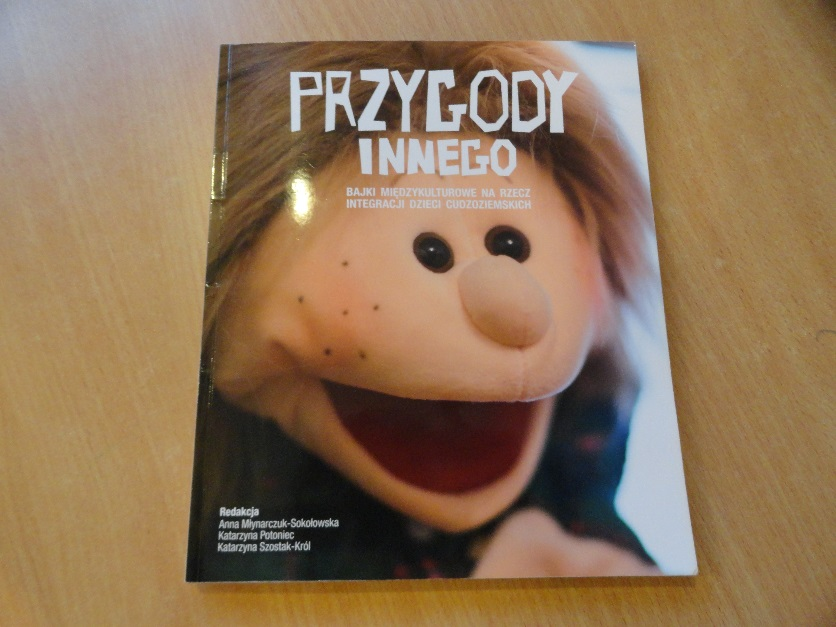 PRZYGODY
INNEGO
BAJKI MIĘDZYKULTUROWE NA RZECZ
INTEGRACJI DZIECI CUDZOZIEMSKICH
Redakcja
Anna Młynarczuk-Sokołowska
Katarzyna Potoniec
Katarzyna Szostak-Król